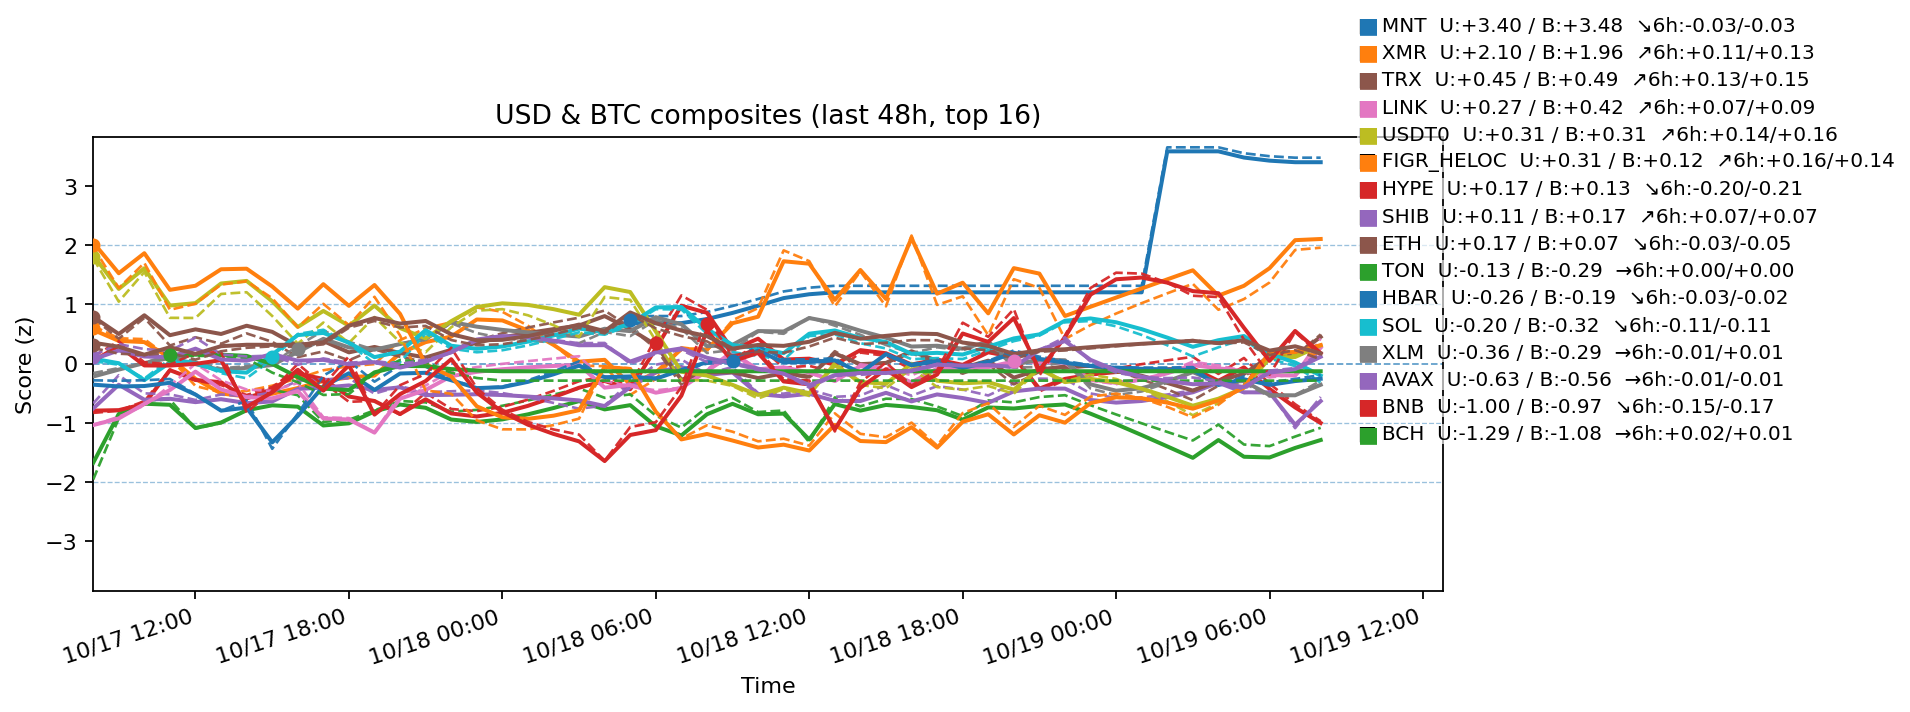 MNT U:+3.40 / B:+3.48 ↘6h:-0.03/-0.03
XMR U:+2.10 / B:+1.96 ↗6h:+0.11/+0.13
TRX U:+0.45 / B:+0.49 ↗6h:+0.13/+0.15
LINK U:+0.27 / B:+0.42 ↗6h:+0.07/+0.09
USDT0 U:+0.31 / B:+0.31 ↗6h:+0.14/+0.16
FIGR_HELOC U:+0.31 / B:+0.12 ↗6h:+0.16/+0.14
HYPE U:+0.17 / B:+0.13 ↘6h:-0.20/-0.21
SHIB U:+0.11 / B:+0.17 ↗6h:+0.07/+0.07
ETH U:+0.17 / B:+0.07 ↘6h:-0.03/-0.05
TON U:-0.13 / B:-0.29 →6h:+0.00/+0.00
HBAR U:-0.26 / B:-0.19 ↘6h:-0.03/-0.02
SOL U:-0.20 / B:-0.32 ↘6h:-0.11/-0.11
XLM U:-0.36 / B:-0.29 →6h:-0.01/+0.01
AVAX U:-0.63 / B:-0.56 →6h:-0.01/-0.01
BNB U:-1.00 / B:-0.97 ↘6h:-0.15/-0.17
BCH U:-1.29 / B:-1.08 →6h:+0.02/+0.01
USD & BTC composites (last 48h, top 16)
Score (z)
3
2
1
0
−1
−2
−3
10/17 12:00
10/17 18:00
10/18 00:00
10/18 06:00
10/18 12:00
10/18 18:00
10/19 00:00
10/19 06:00
10/19 12:00
Time